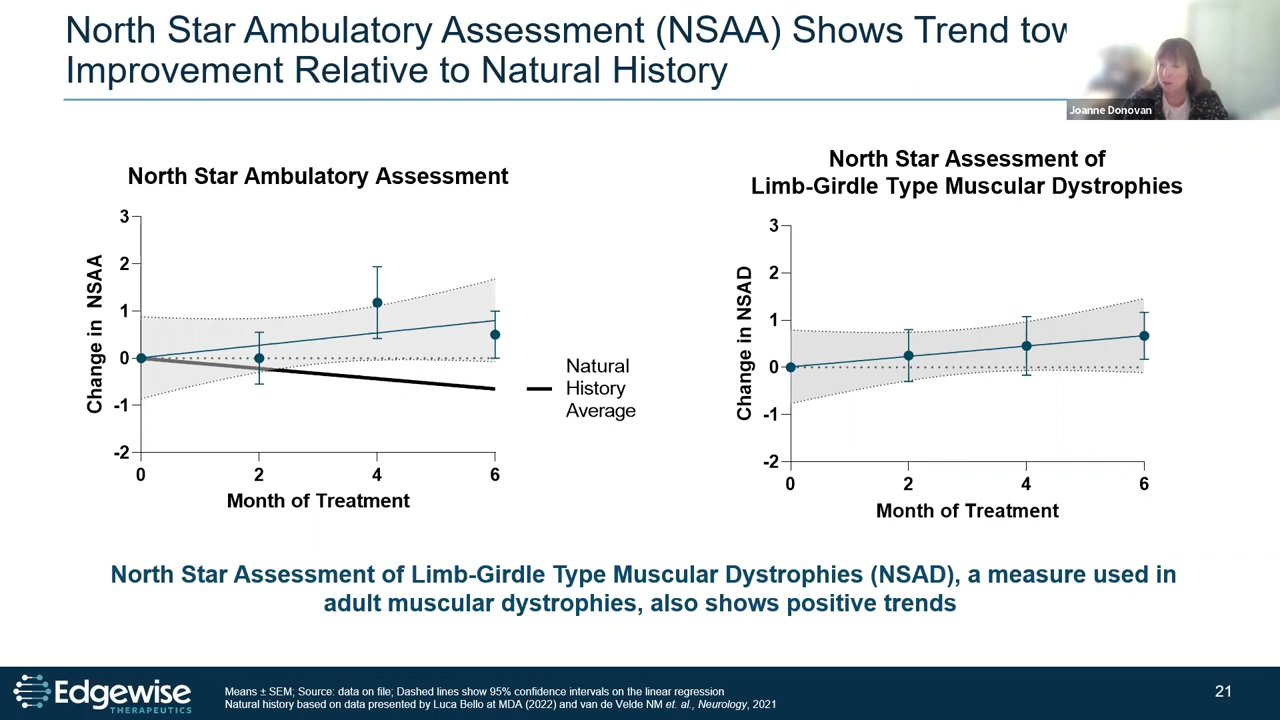 North Star Ambulatory Assessment (NSAA) Shows Trend tow
Improvement Relative to Natural History
Joanne Donovan
North Star Ambulatory Assessment
3
2
1
0
-1
-2
Change in NSAA
0 2 4 6
Month of Treatment
Natural
History
Average
North Star Assessment of
Limb-Girdle Type Muscular Dystrophies
3
2
1
0
-1
-2
Change in NSAD
0 2 4 6
Month of Treatment
North Star Assessment of Limb-Girdle Type Muscular Dystrophies (NSAD), a measure used in
adult muscular dystrophies, also shows positive trends
Edgewise
THERAPEUTICS
Means ± SEM; Source: data on file; Dashed lines show 95% confidence intervals on the linear regression
Natural history based on data presented by Luca Bello at MDA (2022) and van de Velde NM et. al., Neurology, 2021
21